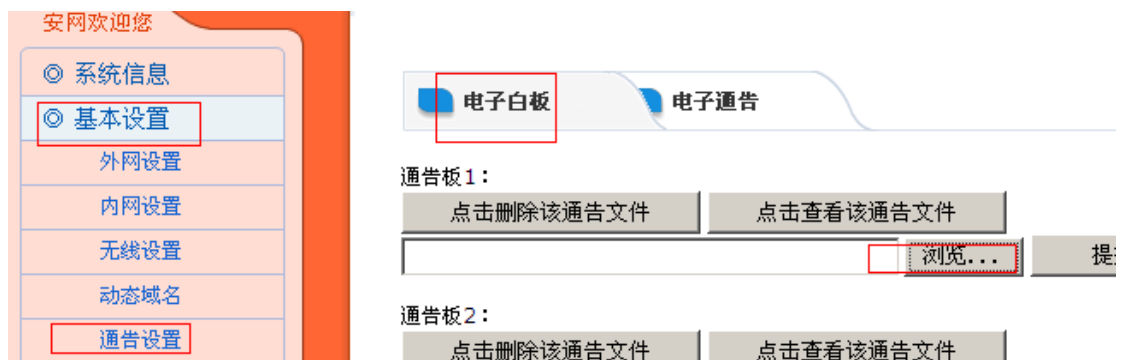 安网欢迎您
◎ 系统信息
◎ 基本设置
外网设置
内网设置
无线设置
动态域名
通告设置
电子白板
电子通告
通告板1：
点击删除该通告文件
点击查看该通告文件
浏览...
提
通告板2：
点击删除该通告文件
点击查看该通告文件